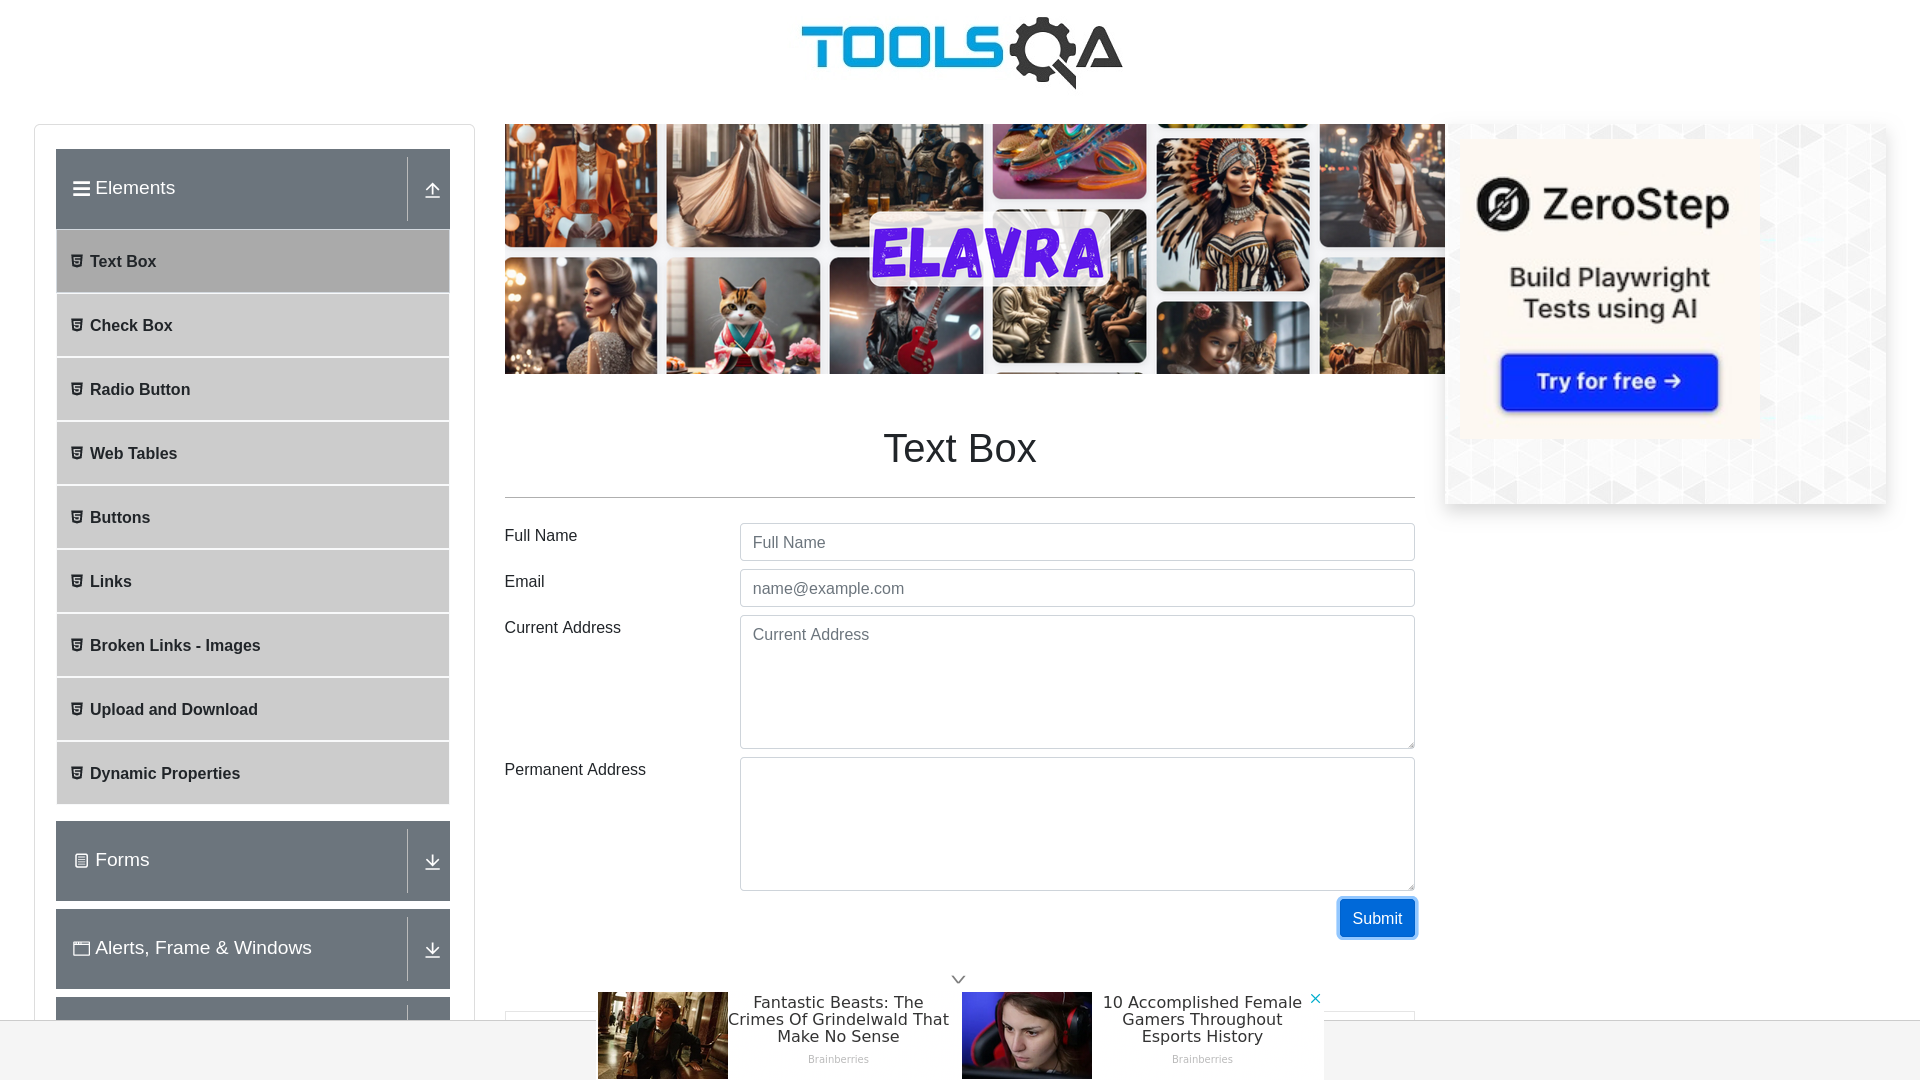 TOOLSQA
Elements
Text Box
Check Box
Radio Button
Web Tables
Buttons
Links
Broken Links - Images
Upload and Download
Dynamic Properties
Forms
Alerts, Frame & Windows
ELAVRA
Text Box
Full Name
Full Name
Email
name@example.com
Current Address
Current Address
Permanent Address
Submit
ZeroStep
Build Playwright
Tests using AI
Try for free →
Fantastic Beasts: The
Crimes Of Grindelwald That
Make No Sense
Brainberries
10 Accomplished Female
Gamers Throughout
Esports History
Brainberries